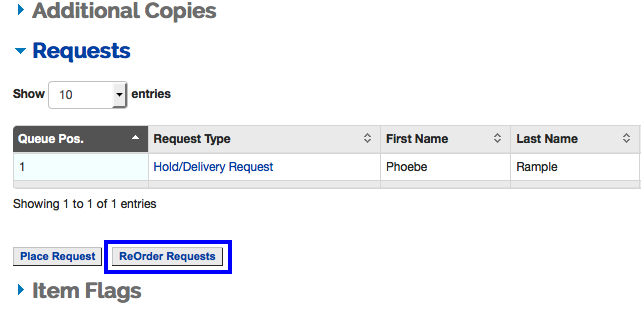 Additional Copies
Requests
Show 10 entries
Queue Pos. Request Type First Name Last Name
1 Hold/Delivery Request Phoebe Rample
Showing 1 to 1 of 1 entries
Place Request ReOrder Requests
Item Flags